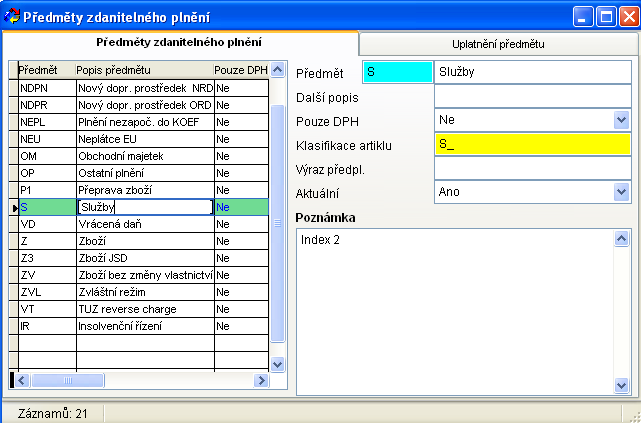 Předměty zdanitelného plnění
Předměty zdanitelného plnění
Uplatnění předmětu
Předmět Popis předmětu Pouze DPH
NDPN Nový dopr. prostředek NRD Ne
NDPR Nový dopr. prostředek ORD Ne
NEPL Plnění nezapoč. do KOEF Ne
NEU Neplátce EU Ne
OM Obchodní majetek Ne
OP Ostatní plnění Ne
P1 Přeprava zboží Ne
S Služby Ne
VD Vrácená daň Ne
Z Zboží Ne
Z3 Zboží JSD Ne
ZV Zboží bez změny vlastnictví Ne
ZVL Zvláštní režim Ne
VT TUZ reverse charge Ne
IR Insolvenční řízení Ne
Předmět S Služby
Další popis
Pouze DPH Ne
Klasifikace artiklu S_
Výraz předpl.
Aktuální Ano
Poznámka
Index 2
Záznamů: 21